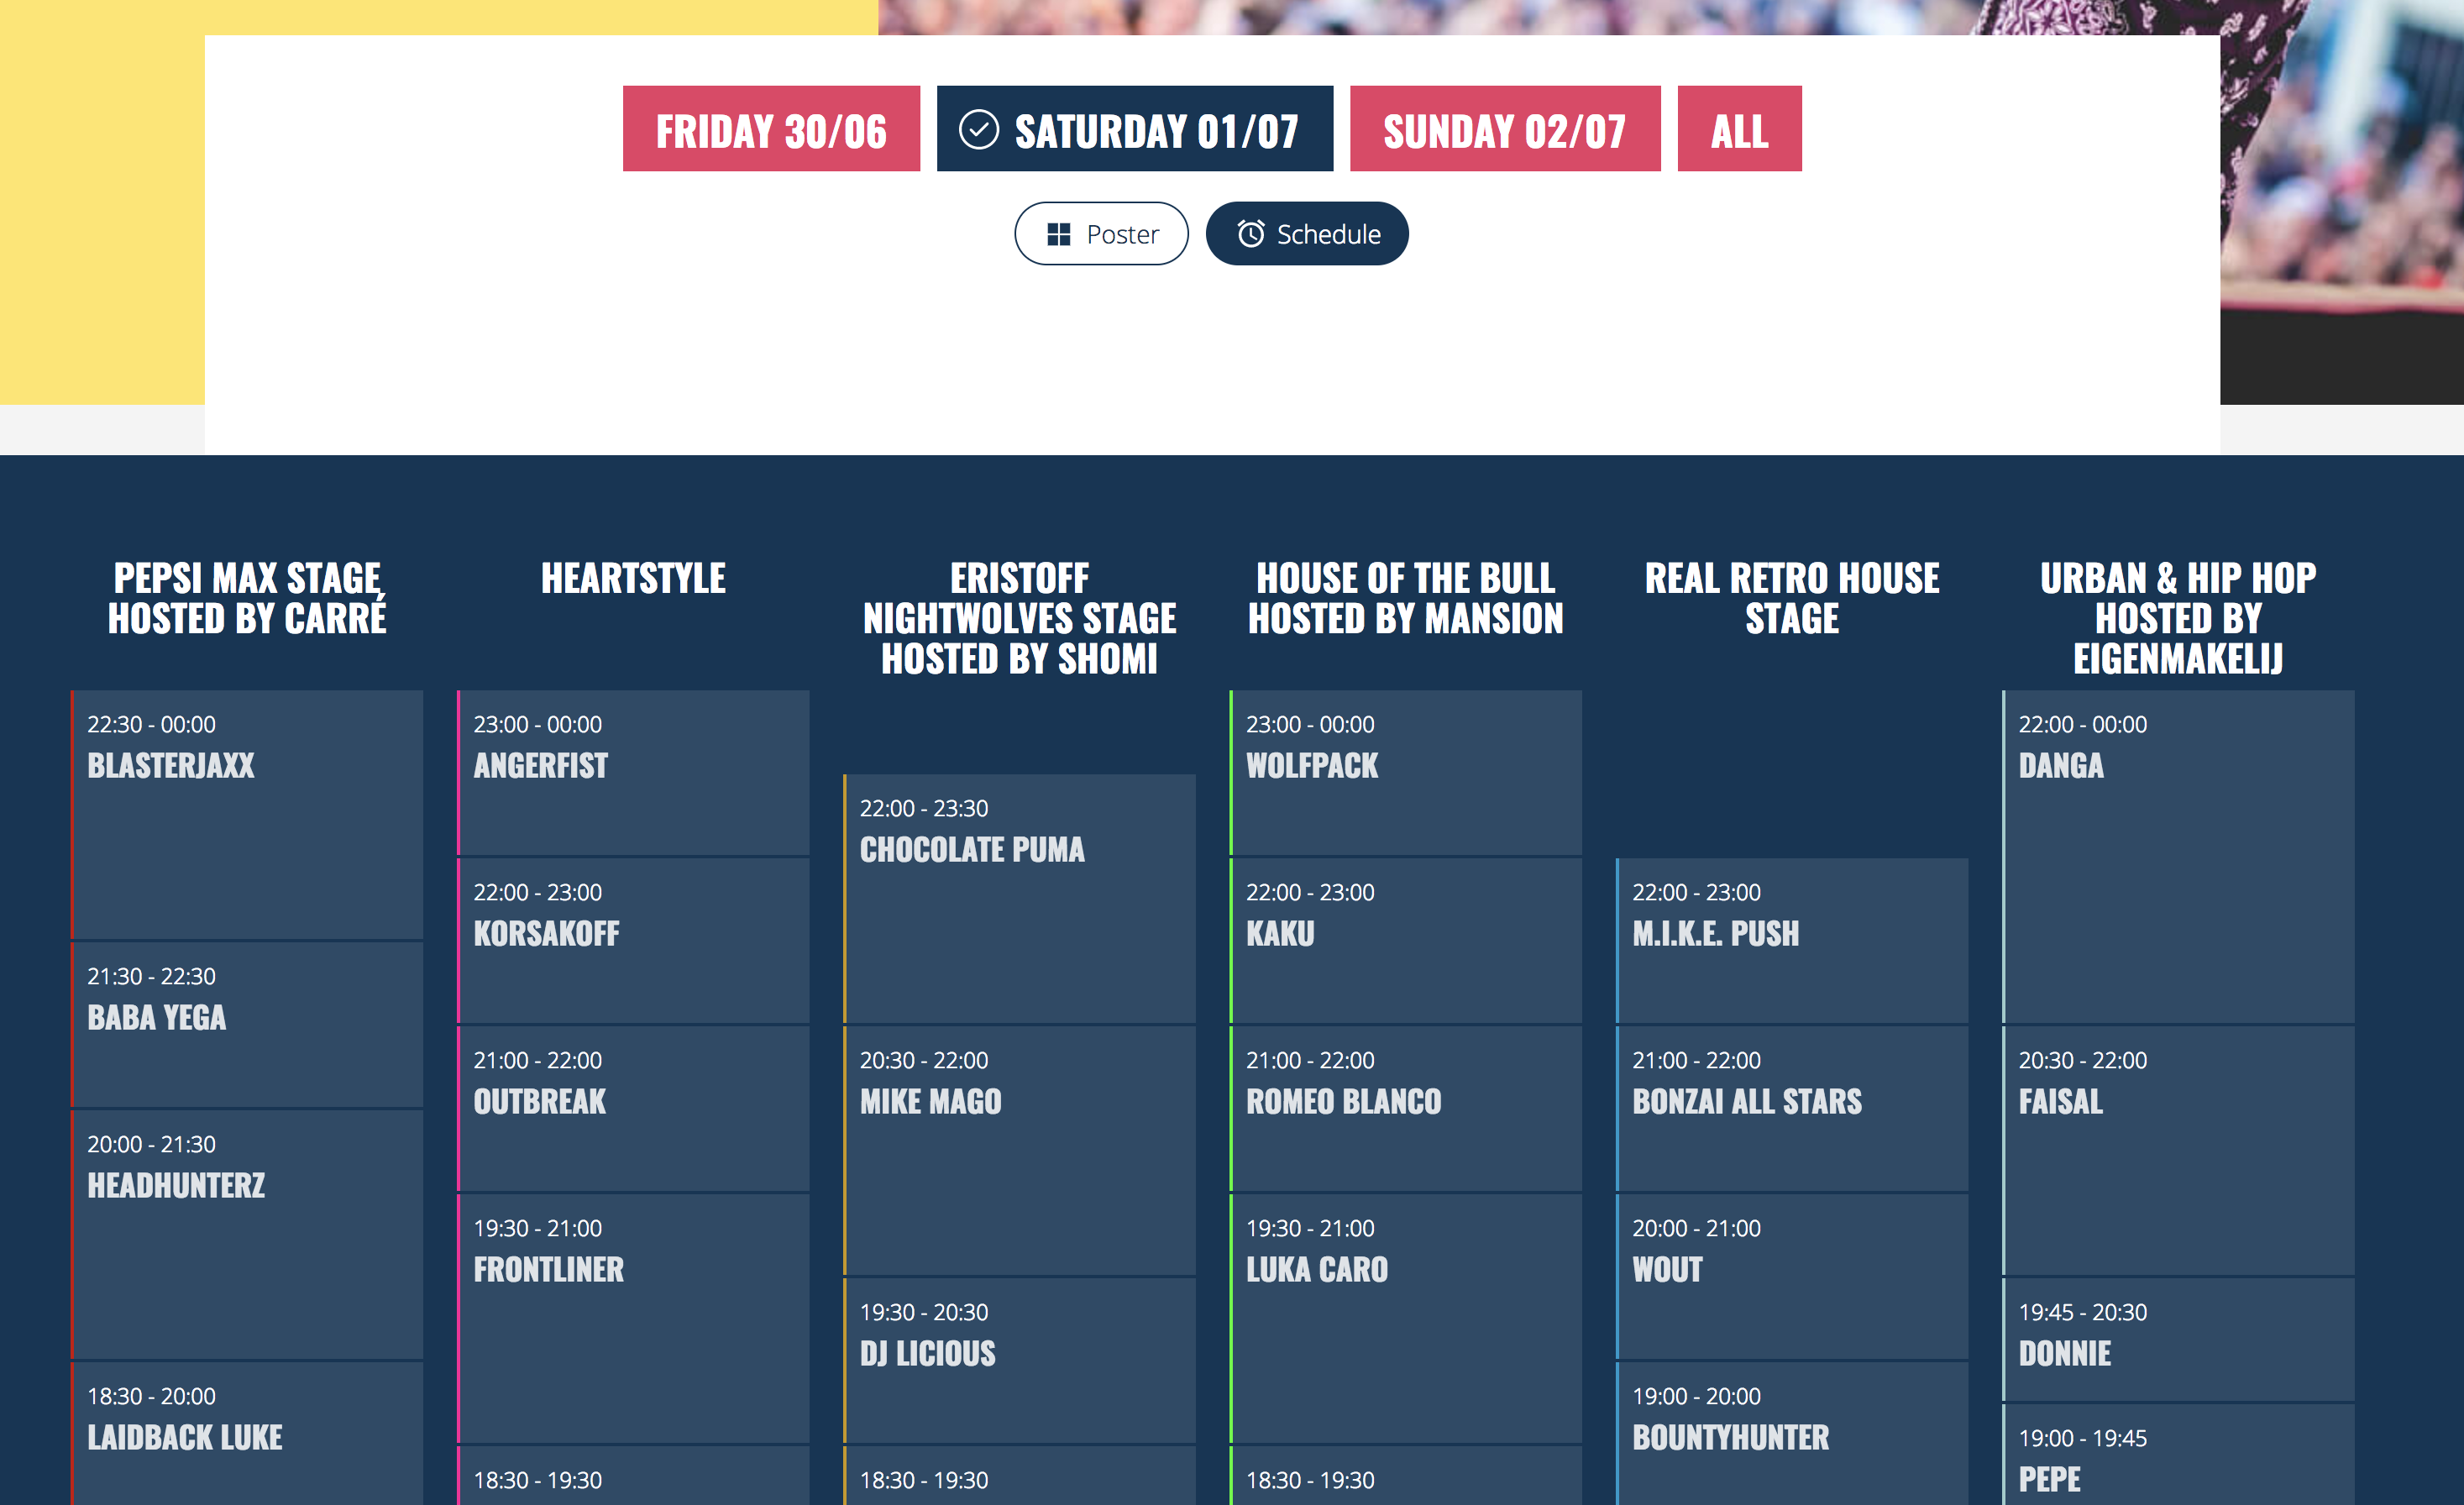 FRIDAY 30/06
SATURDAY 01/07
SUNDAY 02/07
ALL
Poster
Schedule
PEPSI MAX STAGE
HOSTED BY CARRÉ
22:30 - 00:00
BLASTERJAXX
21:30 - 22:30
BABA YEGA
20:00 - 21:30
HEADHUNTERZ
18:30 - 20:00
LAIDBACK LUKE
HEARTSTYLE
23:00 - 00:00
ANGERFIST
22:00 - 23:00
KORSAKOFF
21:00 - 22:00
OUTBREAK
19:30 - 21:00
FRONTLINER
18:30 - 19:30
ERISTOFF
NIGHTWOLVES STAGE
HOSTED BY SHOMI
22:00 - 23:30
CHOCOLATE PUMA
20:30 - 22:00
MIKE MAGO
19:30 - 20:30
DJ LICIOUS
18:30 - 19:30
HOUSE OF THE BULL
HOSTED BY MANSION
23:00 - 00:00
WOLFPACK
22:00 - 23:00
KAKU
21:00 - 22:00
ROMEO BLANCO
19:30 - 21:00
LUKA CARO
18:30 - 19:30
REAL RETRO HOUSE
STAGE
22:00 - 23:00
M.I.K.E. PUSH
21:00 - 22:00
BONZAI ALL STARS
20:00 - 21:00
WOUT
19:00 - 20:00
BOUNTYHUNTER
URBAN & HIP HOP
HOSTED BY
EIGENMAKELIJ
22:00 - 00:00
DANGA
20:30 - 22:00
FAISAL
19:45 - 20:30
DONNIE
19:00 - 19:45
PEPE